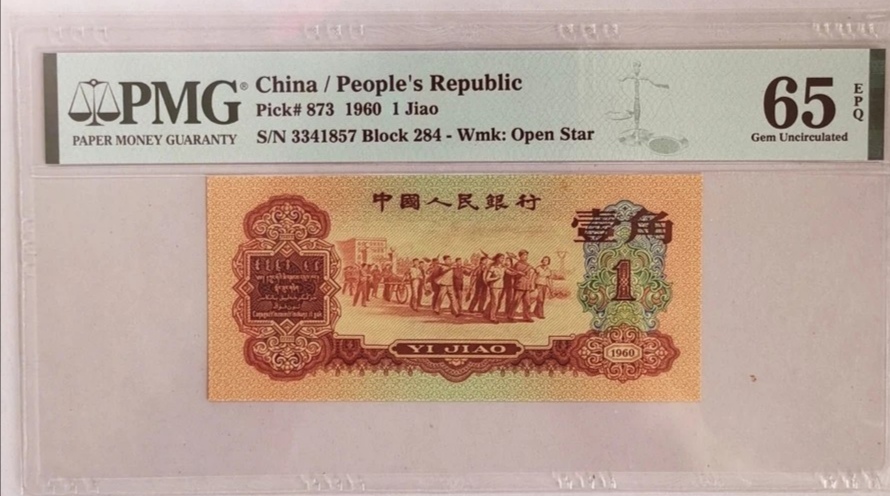 PMG®
PAPER MONEY GUARANTY
China / People's Republic
Pick# 873 1960 1 Jiao
S/N 3341857 Block 284 - Wmk: Open Star
65
EPQ
Gem Uncirculated
中國人民銀行
壹角
1
YI JIAO
1960